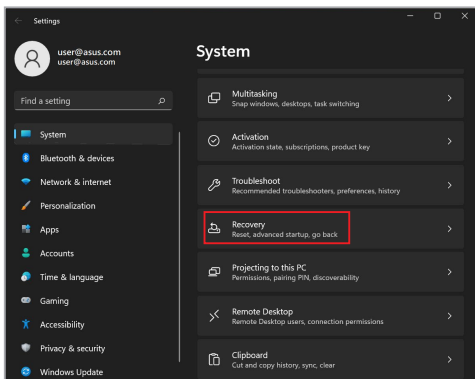 Settings
user@asus.com
user@asus.com
Find a setting
System
Bluetooth & devices
Network & internet
Personalization
Apps
Accounts
Time & language
Gaming
Accessibility
Privacy & security
Windows Update
System
Multitasking
Snap windows, desktops, task switching
Activation
Activation state, subscriptions, product key
Troubleshoot
Recommended troubleshooters, preferences, history
Recovery
Reset, advanced startup, go back
Projecting to this PC
Permissions, pairing PIN, discoverability
Remote Desktop
Remote Desktop users, connection permissions
Clipboard
Cut and copy history, sync, clear